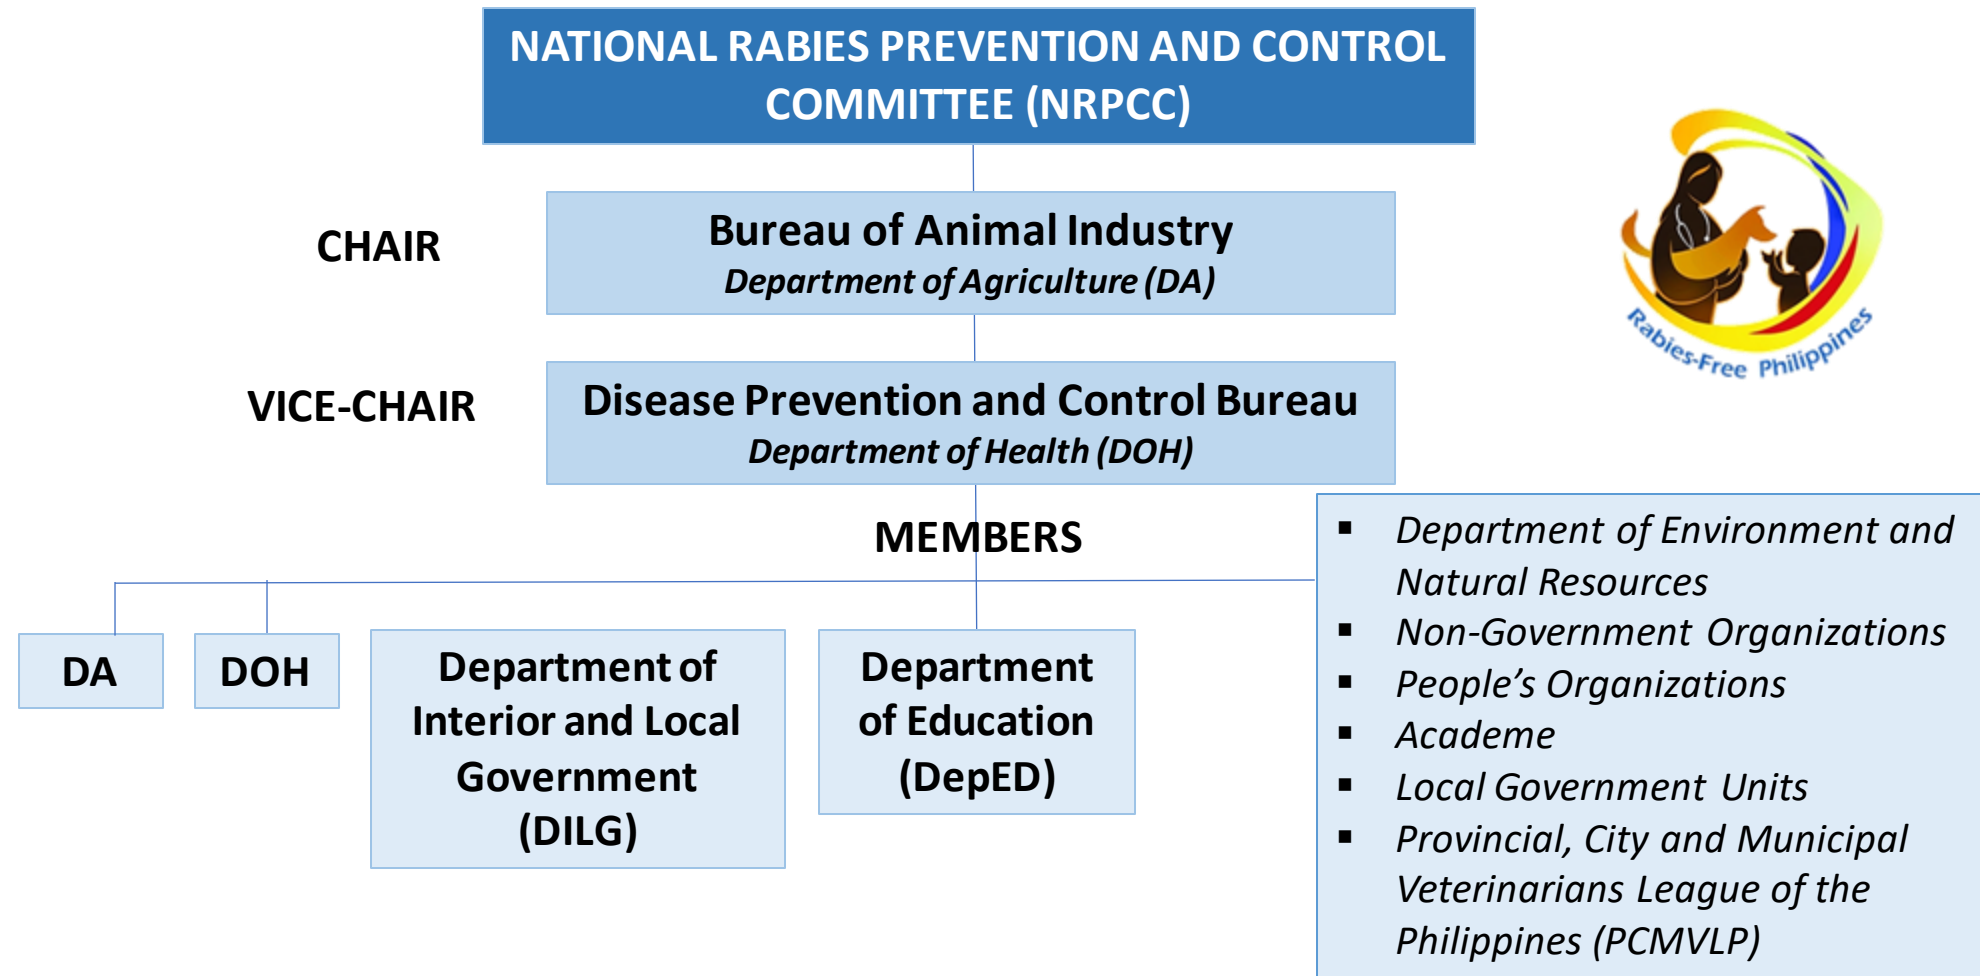 NATIONAL RABIES PREVENTION AND CONTROL
COMMITTEE (NRPCC)
CHAIR
Bureau of Animal Industry
Department of Agriculture (DA)
Rabies-Free Philippines
VICE-CHAIR
Disease Prevention and Control Bureau
Department of Health (DOH)
MEMBERS
DA
DOH
Department of
Interior and Local
Government
(DILG)
Department
of Education
(DepED)
▪ Department of Environment and
Natural Resources
▪ Non-Government Organizations
▪ People’s Organizations
▪ Academe
▪ Local Government Units
▪ Provincial, City and Municipal
Veterinarians League of the
Philippines (PCMVLP)